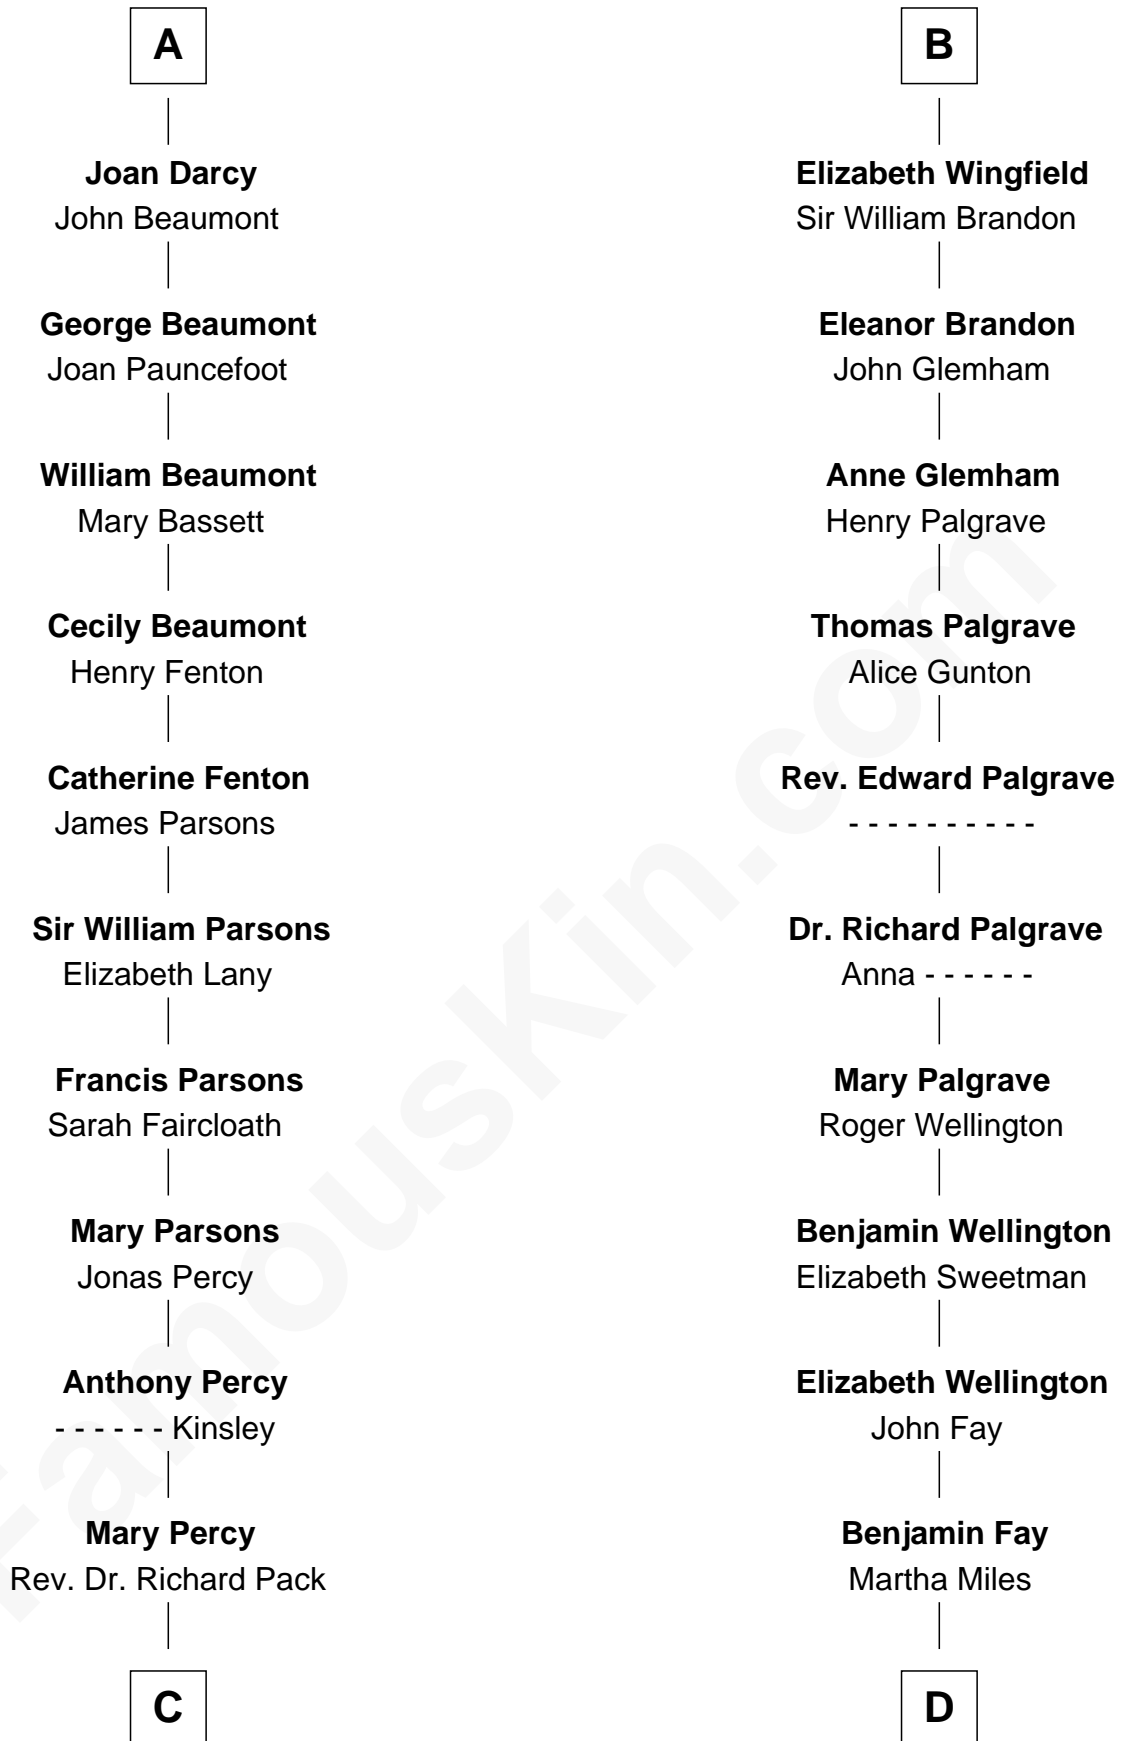 A
Joan Darcy
John Beaumont
George Beaumont
Joan Pauncefoot
William Beaumont
Mary Bassett
Cecily Beaumont
Henry Fenton
Catherine Fenton
James Parsons
Sir William Parsons
Elizabeth Lany
Francis Parsons
Sarah Faircloath
Mary Parsons
Jonas Percy
Anthony Percy
- - - - - - Kinsley
Mary Percy
Rev. Dr. Richard Pack
C
B
Elizabeth Wingfield
Sir William Brandon
Eleanor Brandon
John Glemham
Anne Glemham
Henry Palgrave
Thomas Palgrave
Alice Gunton
Rev. Edward Palgrave
- - - - - - - - - -
Dr. Richard Palgrave
Anna - - - - - -
Mary Palgrave
Roger Wellington
Benjamin Wellington
Elizabeth Sweetman
Elizabeth Wellington
John Fay
Benjamin Fay
Martha Miles
D
FamousKin.com